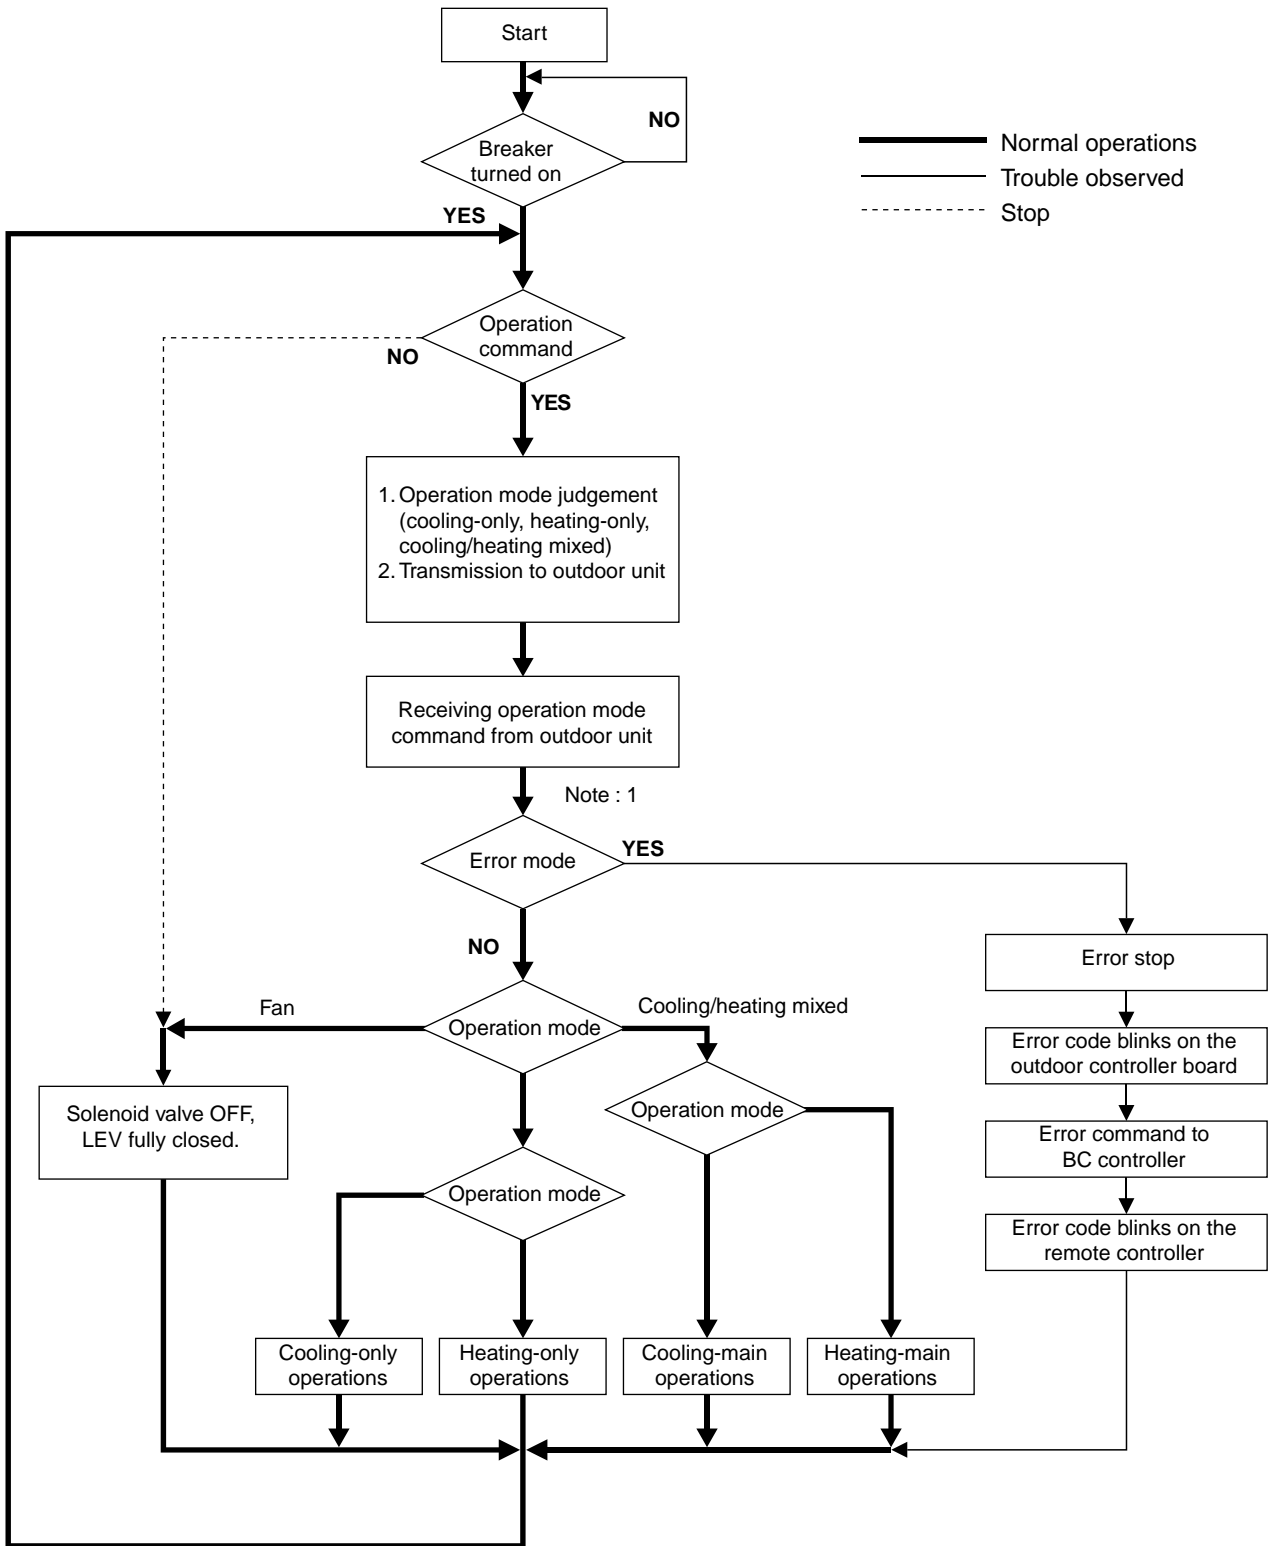 Start
NO
Breaker
turned on
Normal operations
Trouble observed
Stop
YES
Operation
command
NO
YES
1. Operation mode judgement
(cooling-only, heating-only,
cooling/heating mixed)
2. Transmission to outdoor unit
Receiving operation mode
command from outdoor unit
Note : 1
Error mode
YES
NO
Error stop
Fan
Operation mode
Cooling/heating mixed
Error code blinks on the
outdoor controller board
Solenoid valve OFF,
LEV fully closed.
Operation mode
Error command to
BC controller
Operation mode
Error code blinks on the
remote controller
Cooling-only
operations
Heating-only
operations
Cooling-main
operations
Heating-main
operations